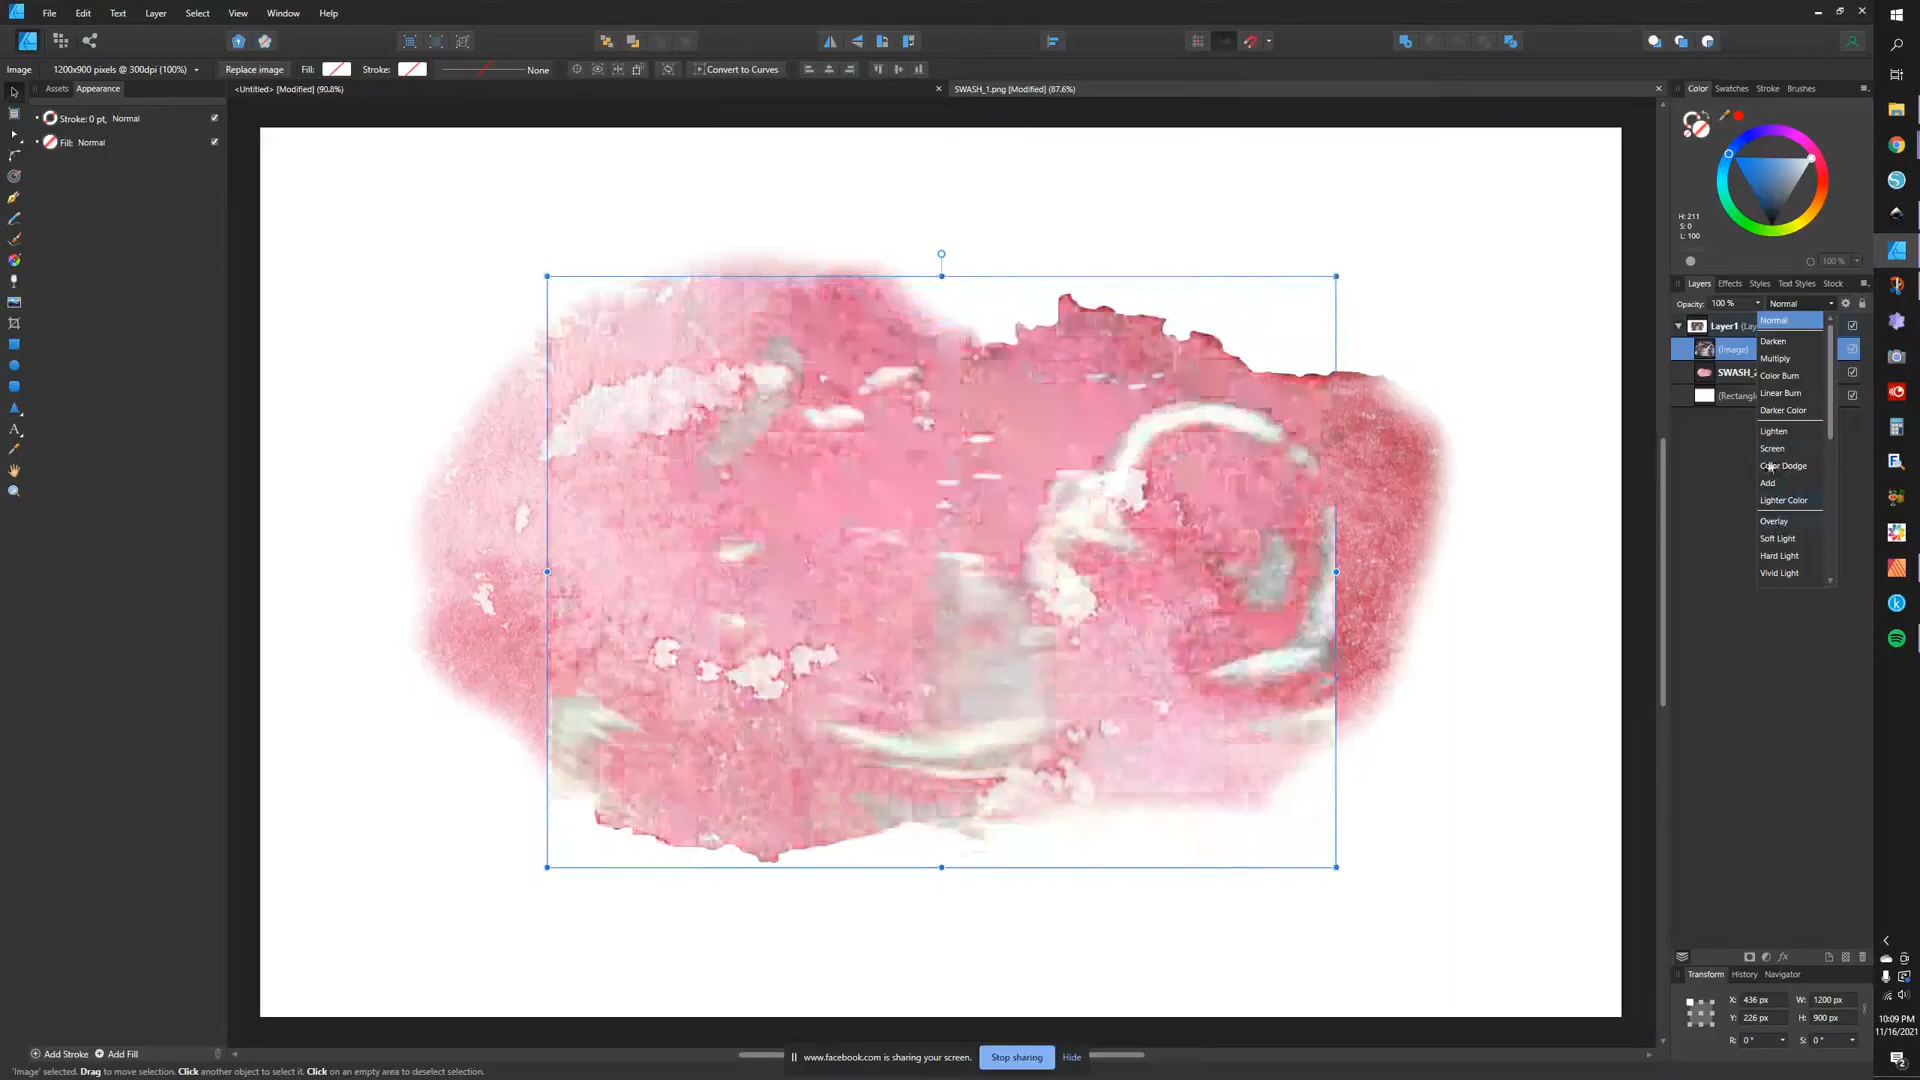 File Edit Text Layer Select View Window Help
Image 1200x900 pixels @ 300dpi (100%) Replace image Fill: Stroke: None Convert to Curves
Assets Appearance
<Untitled> [Modified] (90.8%)
SWASH_1.png [Modified] (87.6%)
Color Swatches Stroke Brushes
Stroke: 0 pt, Normal
Fill: Normal
H: 211
S: 0
L: 100
100 %
Layers Effects Styles Text Styles Stock
Opacity: 100 % Normal
Layer1 (Lay
(Image)
SWASH_2
(Rectangle
Normal
Darken
Multiply
Color Burn
Linear Burn
Darker Color
Lighten
Screen
Color Dodge
Add
Lighter Color
Overlay
Soft Light
Hard Light
Vivid Light
Transform History Navigator
X: 436 px W: 1200 px
Y: 226 px H: 900 px
R: 0 ° S: 0 °
10:09 PM
11/16/2021
Add Stroke Add Fill
www.facebook.com is sharing your screen. Stop sharing Hide
'Image' selected. Drag to move selection. Click another object to select it. Click on an empty area to deselect selection.